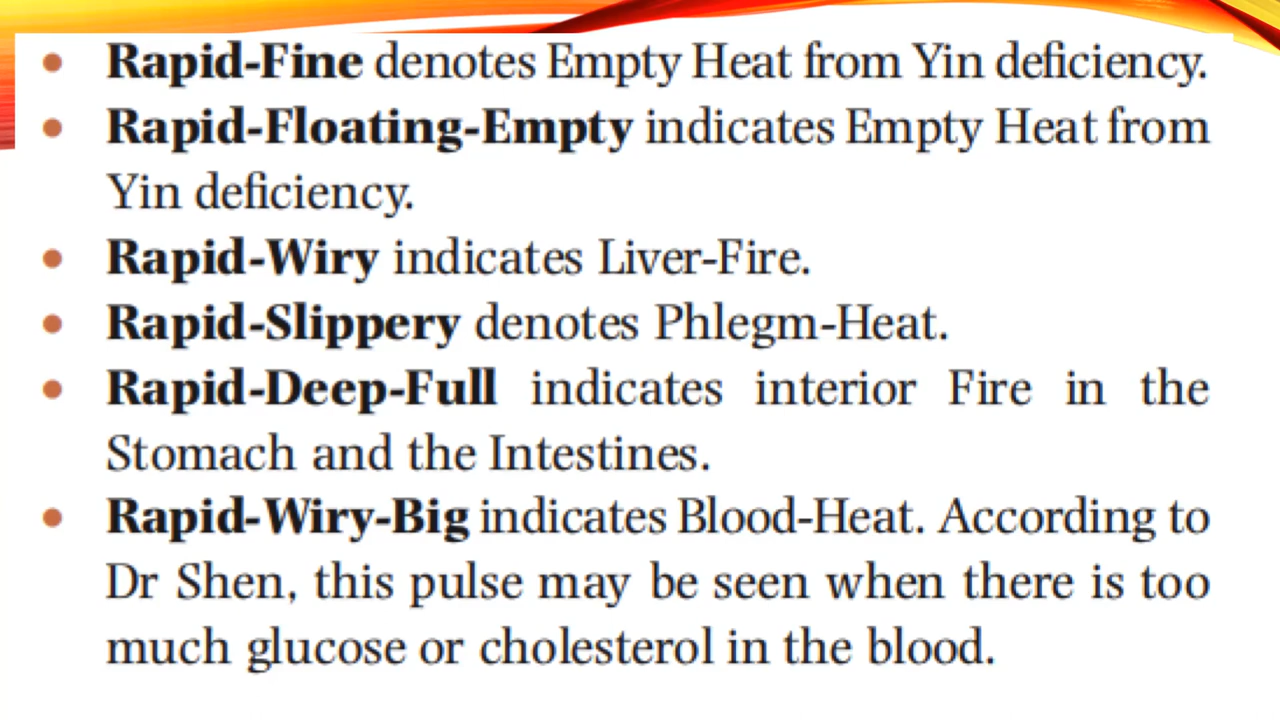 • Rapid-Fine denotes Empty Heat from Yin deficiency.
• Rapid-Floating-Empty indicates Empty Heat from
Yin deficiency.
• Rapid-Wiry indicates Liver-Fire.
• Rapid-Slippery denotes Phlegm-Heat.
• Rapid-Deep-Full indicates interior Fire in the
Stomach and the Intestines.
• Rapid-Wiry-Big indicates Blood-Heat. According to
Dr Shen, this pulse may be seen when there is too
much glucose or cholesterol in the blood.